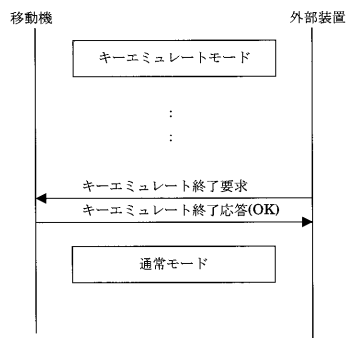 移動機 外部装置
キーエミュレートモード
:
:
キーエミュレート終了要求
キーエミュレート終了応答(OK)
通常モード